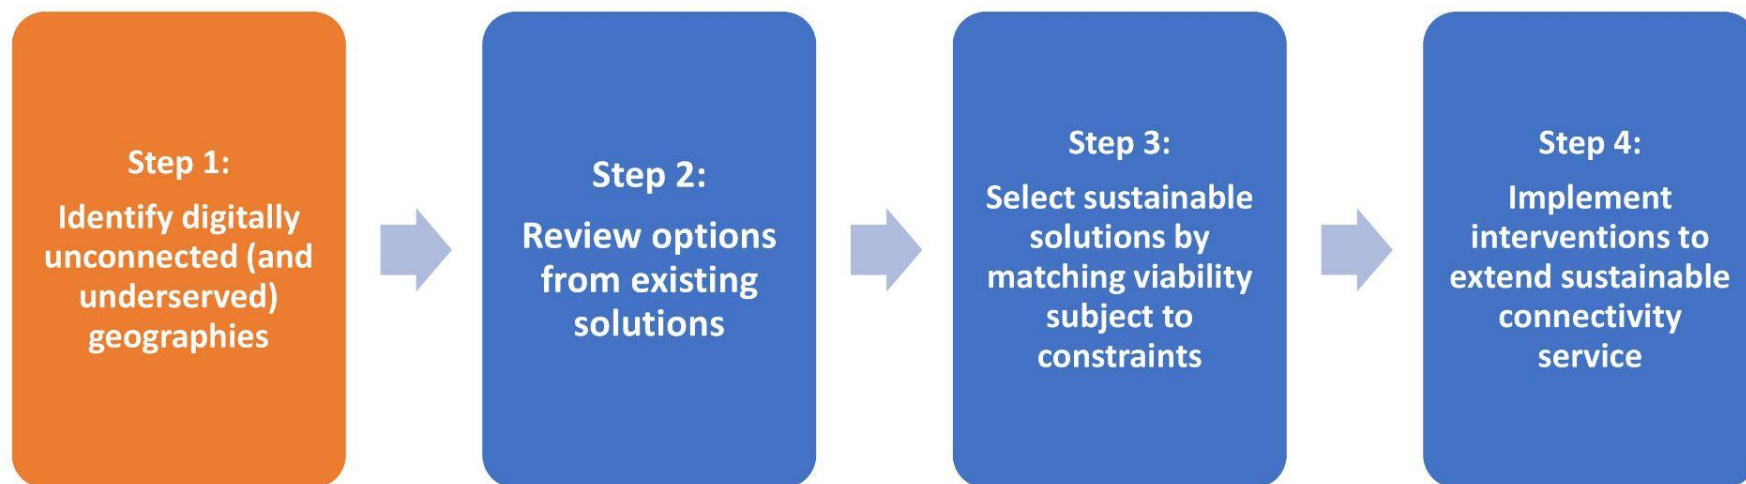 Step 1:
Identify digitally
unconnected (and
underserved)
geographies
Step 2:
Review options
from existing
solutions
Step 3:
Select sustainable
solutions by
matching viability
subject to
constraints
Step 4:
Implement
interventions to
extend sustainable
connectivity
service